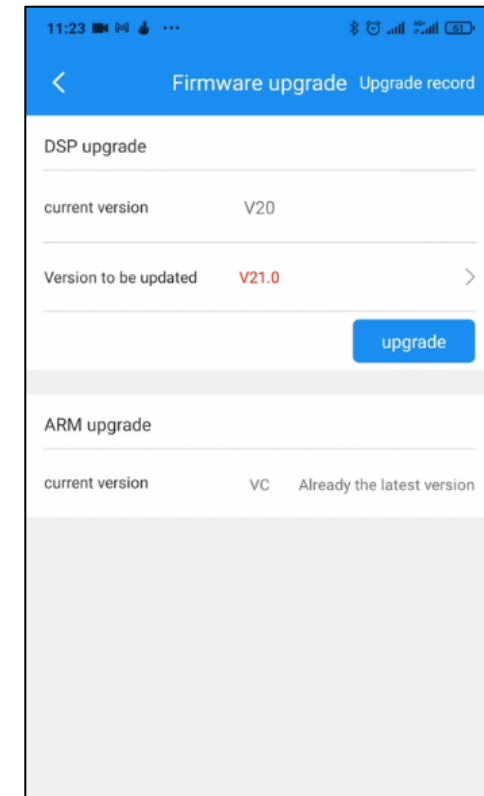 11:23 ...
61
Firmware upgrade Upgrade record
DSP upgrade
current version V20
Version to be updated V21.0
upgrade
ARM upgrade
current version VC Already the latest version